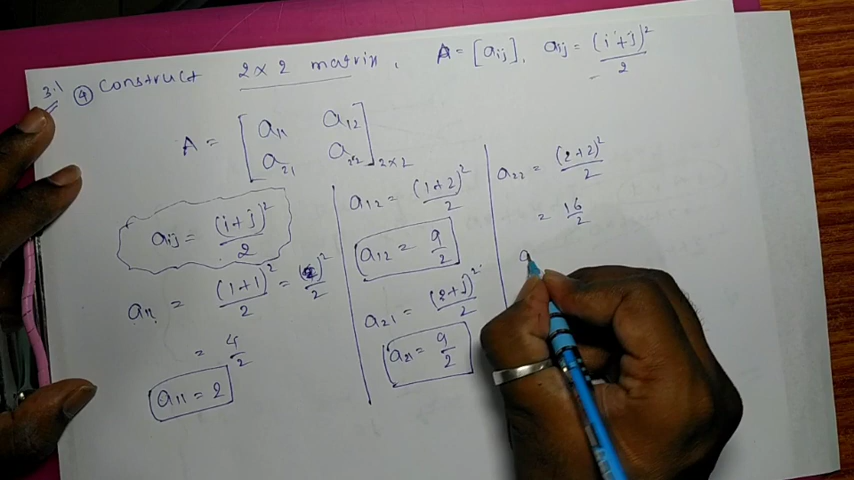 3.1 ④ Construct 2×2 matrix, A = [aij], aij = (i+j)²/2
A = [a11 a12
a21 a22]2×2
aij = (i+j)²/2
a11 = (1+1)²/2 = (2)²/2
= 4/2
a11 = 2
a12 = (1+2)²/2
a12 = 9/2
a21 = (2+1)²/2
a21 = 9/2
a22 = (2+2)²/2
= 16/2
a